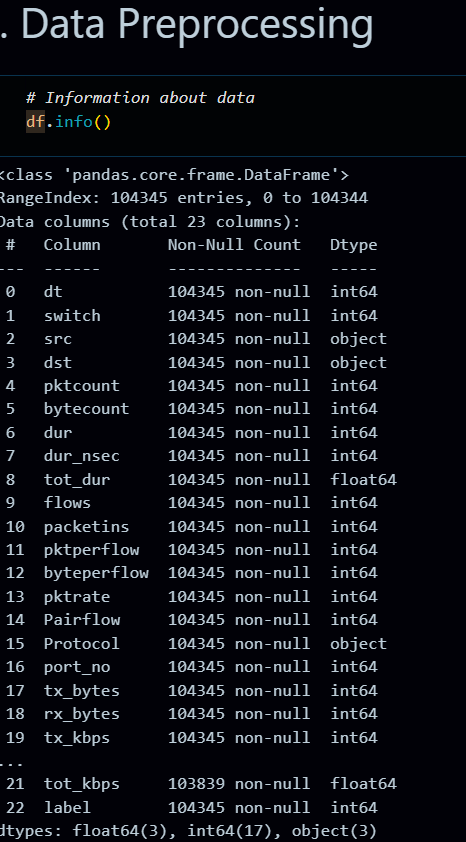 . Data Preprocessing
# Information about data
df.info()
<class 'pandas.core.frame.DataFrame'>
RangeIndex: 104345 entries, 0 to 104344
Data columns (total 23 columns):
#   Column   Non-Null Count   Dtype
---  ------  --------------  -----
0   dt   104345 non-null   int64
1   switch   104345 non-null   int64
2   src   104345 non-null   object
3   dst   104345 non-null   object
4   pktcount   104345 non-null   int64
5   bytecount   104345 non-null   int64
6   dur   104345 non-null   int64
7   dur_nsec   104345 non-null   int64
8   tot_dur   104345 non-null   float64
9   flows   104345 non-null   int64
10   packetins   104345 non-null   int64
11   pktperflow   104345 non-null   int64
12   byteperflow   104345 non-null   int64
13   pktrate   104345 non-null   int64
14   Pairflow   104345 non-null   int64
15   Protocol   104345 non-null   object
16   port_no   104345 non-null   int64
17   tx_bytes   104345 non-null   int64
18   rx_bytes   104345 non-null   int64
19   tx_kbps   104345 non-null   int64
...
21   tot_kbps   103839 non-null   float64
22   label   104345 non-null   int64
dtypes: float64(3), int64(17), object(3)